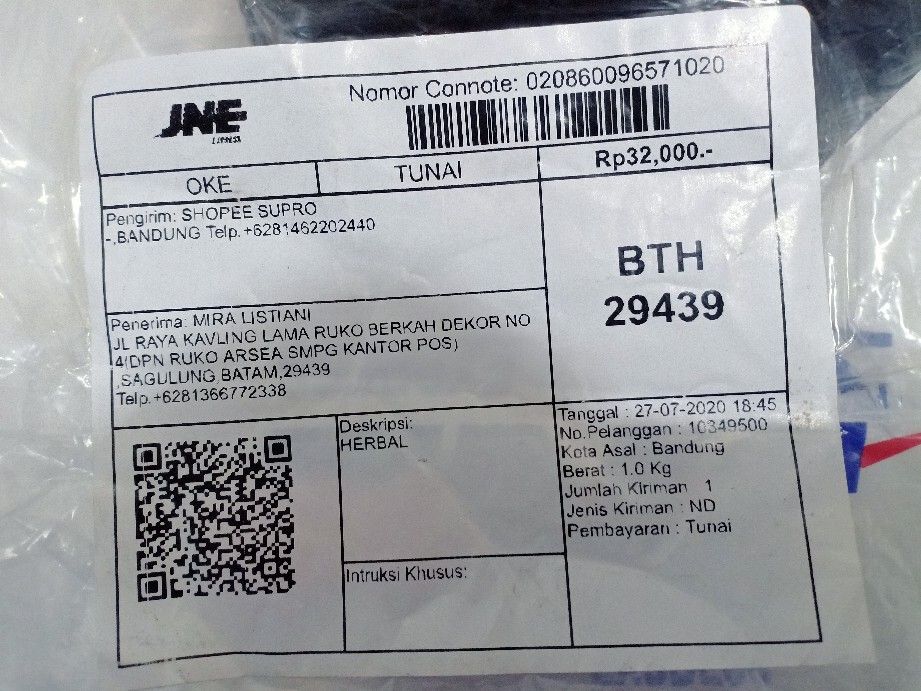 JNE
EXPRESS
Nomor Connote: 020860096571020
OKE
TUNAI
Rp32,000.-
Pengirim: SHOPEE SUPRO
-,BANDUNG Telp.+6281462202440
BTH
29439
Penerima: MIRA LISTIANI
JL RAYA KAVLING LAMA RUKO BERKAH DEKOR NO
4(DPN RUKO ARSEA SMPG KANTOR POS)
,SAGULUNG,BATAM,29439
Telp.+6281366772338
Deskripsi:
HERBAL
Intruksi Khusus:
Tanggal : 27-07-2020 18:45
No.Pelanggan : 10349500
Kota Asal : Bandung
Berat : 1.0 Kg
Jumlah Kiriman 1
Jenis Kiriman : ND
Pembayaran : Tunai